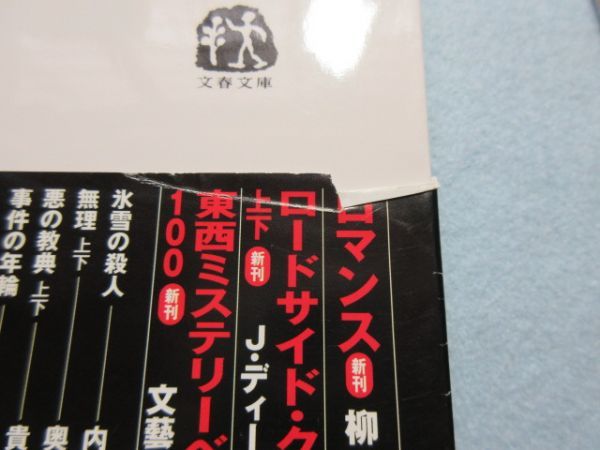 文春文庫
ロマンス 新刊 柳
ロードサイド・ク
上下 新刊 J・ディー
東西ミステリーベ
100 新刊 文藝
氷雪の殺人 内
無理 上下 奥
悪の教典 上下 貴
事件の年輪